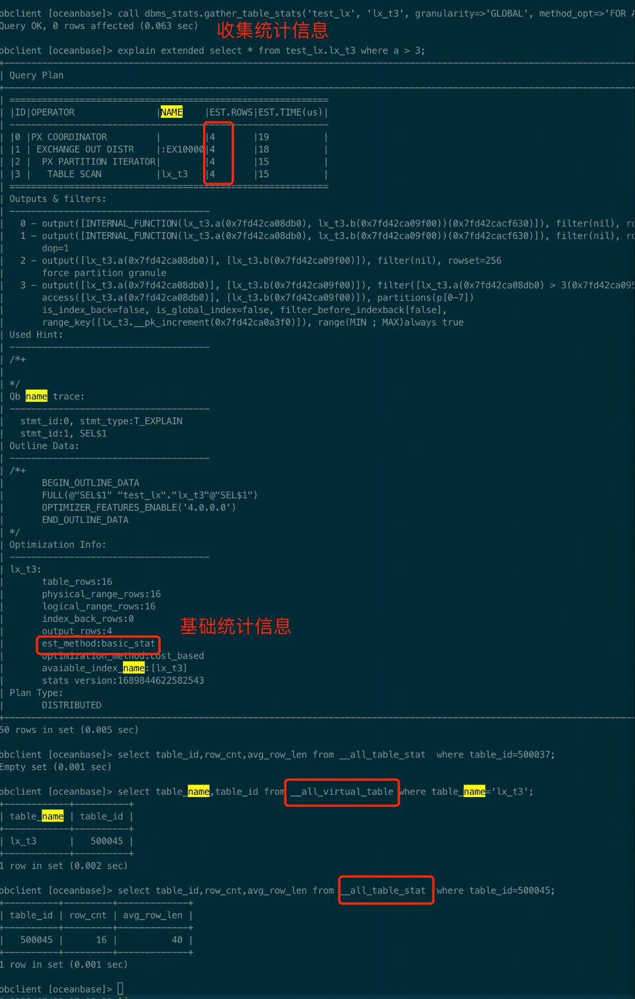 obclient [oceanbase]> call dbms_stats.gather_table_stats('test_lx', 'lx_t3', granularity=>'GLOBAL', method_opt=>'FOR A
Query OK, 0 rows affected (0.063 sec)
收集统计信息
obclient [oceanbase]> explain extended select * from test_lx.lx_t3 where a > 3;
| Query Plan
| =================================================
| |ID|OPERATOR |NAME |EST.ROWS|EST.TIME(us)|
| |0 |PX COORDINATOR | |4 |19 |
| |1 | EXCHANGE OUT DISTR |:EX10000|4 |18 |
| |2 | PX PARTITION ITERATOR| |4 |15 |
| |3 | TABLE SCAN |lx_t3 |4 |15 |
| =================================================
| Outputs & filters:
| -------------------------------------
| 0 - output([INTERNAL_FUNCTION(lx_t3.a(0x7fd42ca08db0), lx_t3.b(0x7fd42ca09f00))(0x7fd42cacf630)]), filter(nil), ro
| 1 - output([INTERNAL_FUNCTION(lx_t3.a(0x7fd42ca08db0), lx_t3.b(0x7fd42ca09f00))(0x7fd42cacf630)]), filter(nil), ro
| dop=1
| 2 - output([lx_t3.a(0x7fd42ca08db0)], [lx_t3.b(0x7fd42ca09f00)]), filter(nil), rowset=256
| force partition granule
| 3 - output([lx_t3.a(0x7fd42ca08db0)], [lx_t3.b(0x7fd42ca09f00)]), filter([lx_t3.a(0x7fd42ca08db0) > 3(0x7fd42ca095
| access([lx_t3.a(0x7fd42ca08db0)], [lx_t3.b(0x7fd42ca09f00)]), partitions(p[0-7])
| is_index_back=false, is_global_index=false, filter_before_indexback[false],
| range_key([lx_t3.__pk_increment(0x7fd42ca0a3f0)]), range(MIN ; MAX)always true
| Used Hint:
| -------------------------------------
| /*+
|
| */
| Qb name trace:
| -------------------------------------
| stmt_id:0, stmt_type:T_EXPLAIN
| stmt_id:1, SEL$1
| Outline Data:
| -------------------------------------
| /*+
| BEGIN_OUTLINE_DATA
| FULL(@"SEL$1" "test_lx"."lx_t3"@"SEL$1")
| OPTIMIZER_FEATURES_ENABLE('4.0.0.0')
| END_OUTLINE_DATA
| */
| Optimization Info:
| -------------------------------------
| lx_t3:
| table_rows:16
| physical_range_rows:16
| logical_range_rows:16
| index_back_rows:0
| output_rows:4
基础统计信息
| est_method:basic_stat
| optimization_method:cost_based
| avaiable_index_name:[lx_t3]
| stats version:1689844622582543
| Plan Type:
| DISTRIBUTED
50 rows in set (0.005 sec)
obclient [oceanbase]> select table_id,row_cnt,avg_row_len from __all_table_stat where table_id=500037;
Empty set (0.001 sec)
obclient [oceanbase]> select table_name,table_id from __all_virtual_table where table_name='lx_t3';
+------------+----------+
| table_name | table_id |
+------------+----------+
| lx_t3 | 500045 |
+------------+----------+
1 row in set (0.002 sec)
obclient [oceanbase]> select table_id,row_cnt,avg_row_len from __all_table_stat where table_id=500045;
+----------+---------+-------------+
| table_id | row_cnt | avg_row_len |
+----------+---------+-------------+
| 500045 | 16 | 40 |
+----------+---------+-------------+
1 row in set (0.001 sec)
obclient [oceanbase]>